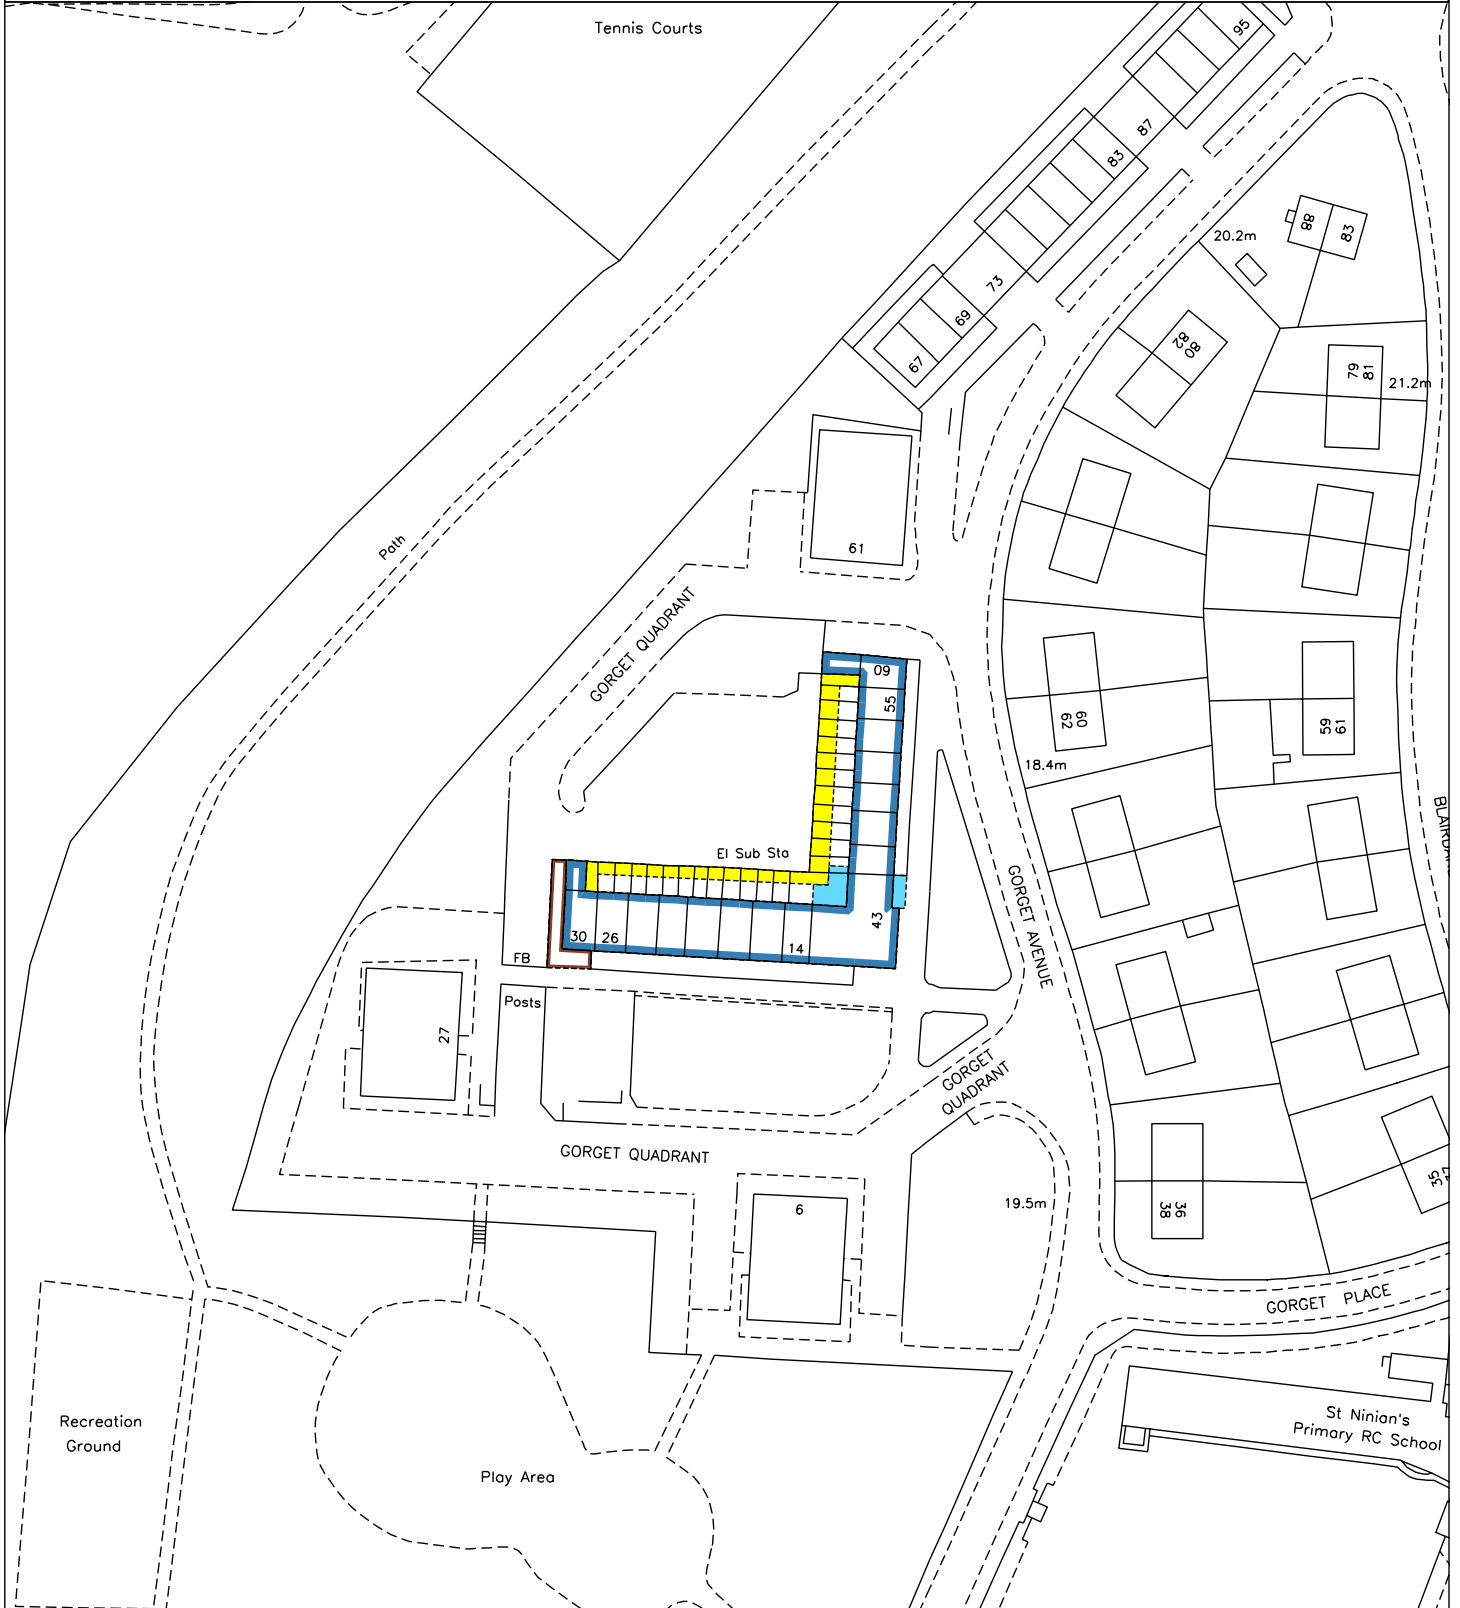 Tennis Courts
95
87
83
88
83
20.2m
73
69
67
82
80
79
81
21.2m
Path
61
GORGET QUADRANT
09
55
62
60
59
61
18.4m
El Sub Sta
GORGET AVENUE
43
30
26
14
FB
Posts
27
GORGET
QUADRANT
GORGET QUADRANT
6
19.5m
38
36
35
GORGET PLACE
St Ninian's
Primary RC School
Recreation
Ground
Play Area